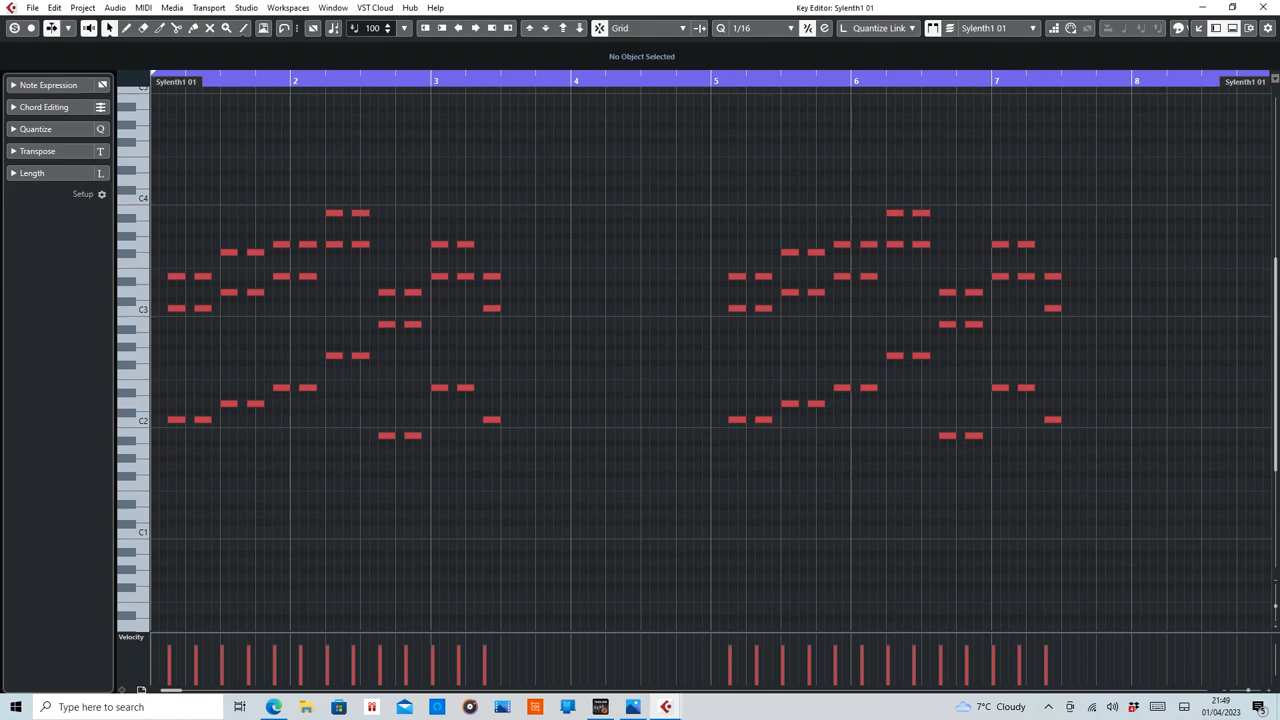 Key Editor: Sylenth1 01
File Edit Project Audio MIDI Media Transport Studio Workspaces Window VST Cloud Hub Help
S 100 Grid Q 1/16 L Quantize Link Sylenth1 01
No Object Selected
2 3 4 5 6 7 8
Sylenth1 01 Sylenth1 01
Note Expression
Chord Editing
Quantize Q
Transpose T
Length L
Setup
C4
C3
C2
C1
Velocity
Type here to search
7°C Cloudy
21:49
01/04/2023